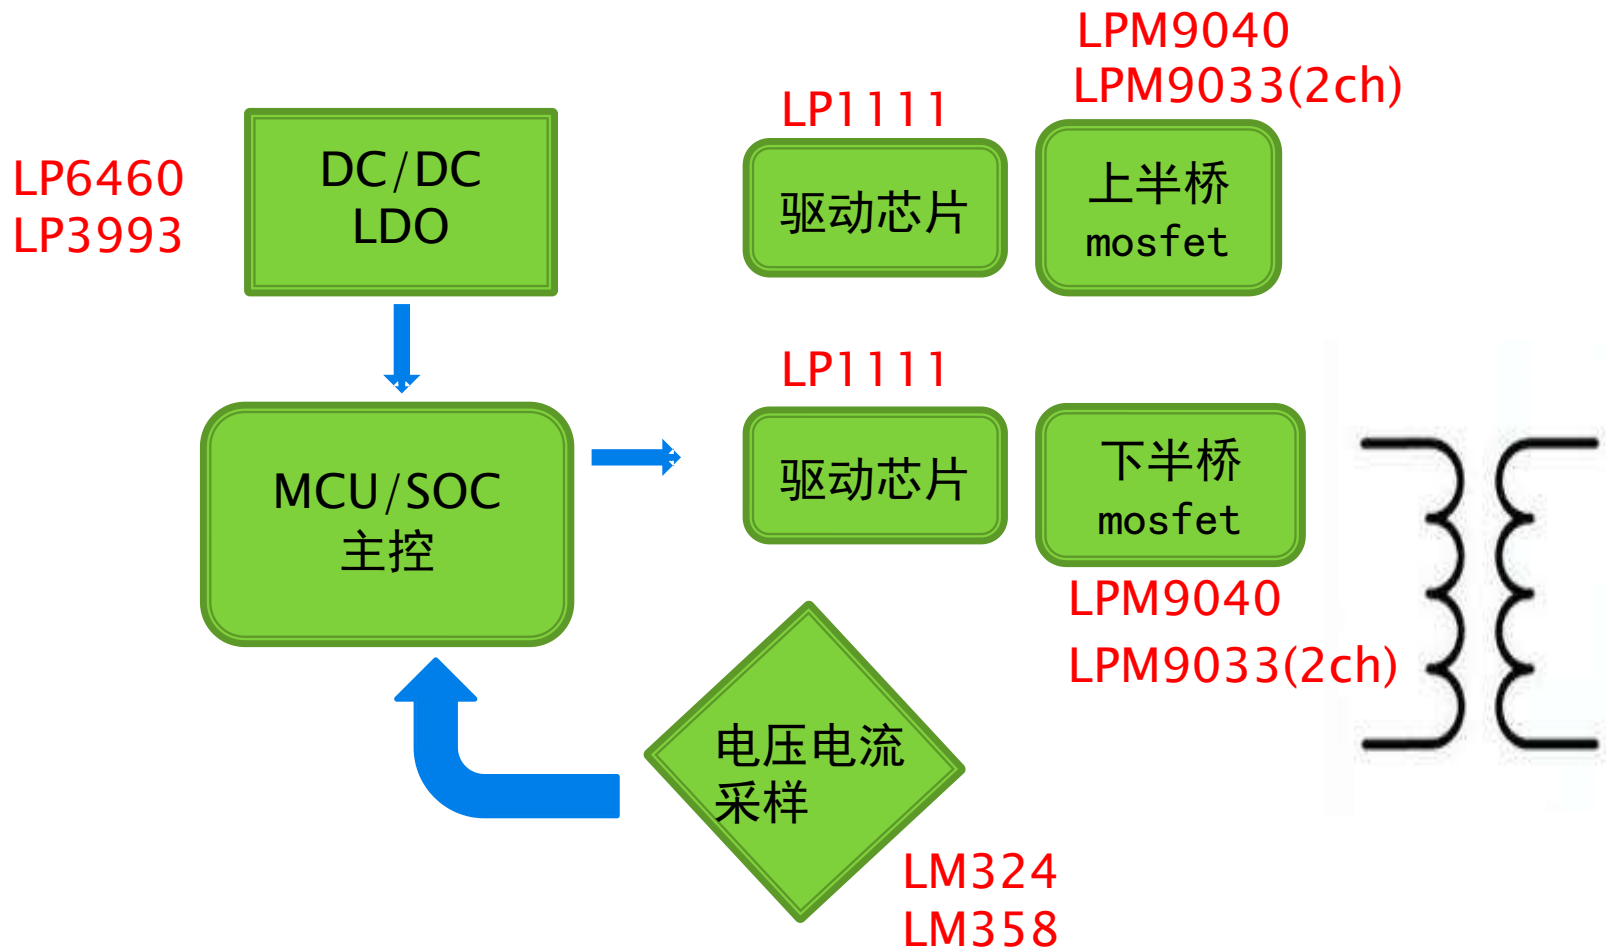 LPM9040
LPM9033(2ch)
LP1111
LP6460
LP3993
DC/DC
LDO
驱动芯片
上半桥
mosfet
LP1111
MCU/SOC
主控
驱动芯片
下半桥
mosfet
LPM9040
LPM9033(2ch)
电压电流
采样
LM324
LM358